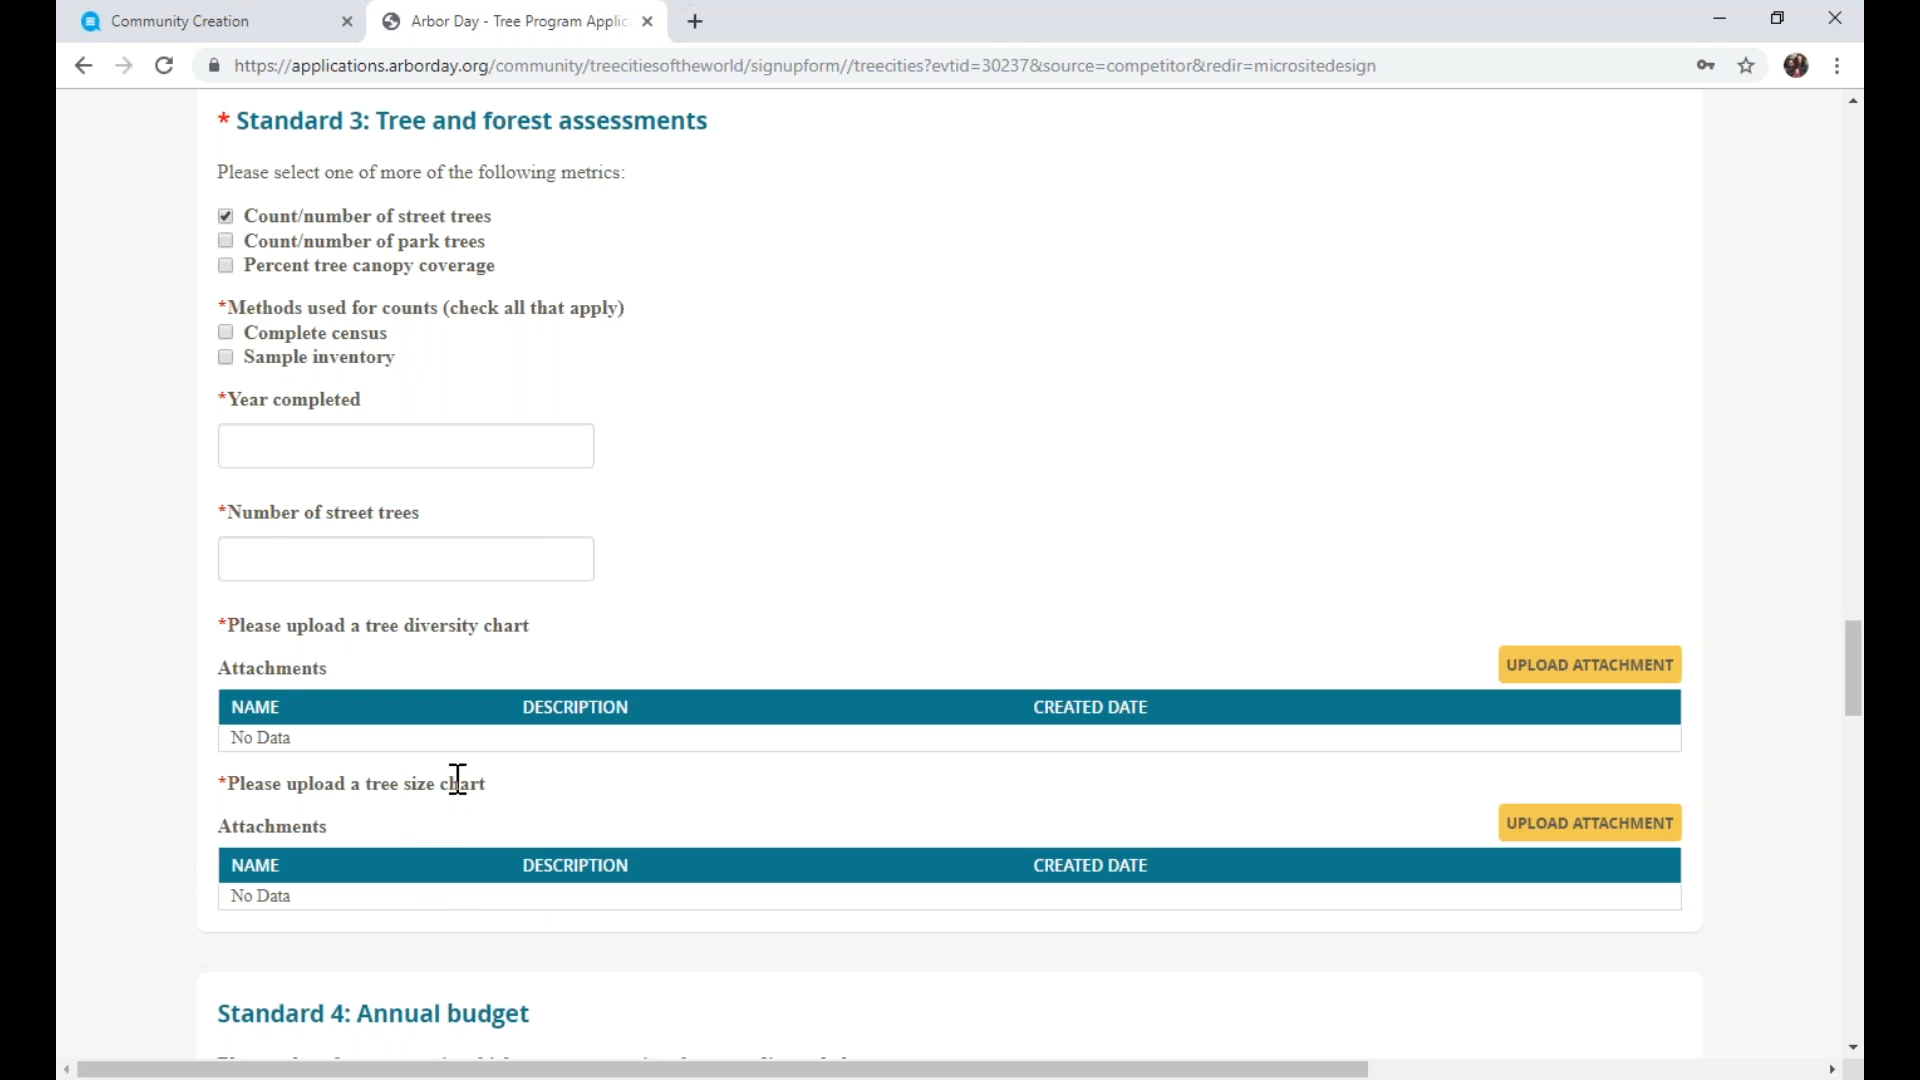 Community Creation
Arbor Day - Tree Program Applic
https://applications.arborday.org/community/treecitiesoftheworld/signupform//treecities?evtid=30237&source=competitor&redir=micrositedesign
* Standard 3: Tree and forest assessments
Please select one of more of the following metrics:
Count/number of street trees
Count/number of park trees
Percent tree canopy coverage
*Methods used for counts (check all that apply)
Complete census
Sample inventory
*Year completed
*Number of street trees
*Please upload a tree diversity chart
Attachments UPLOAD ATTACHMENT
NAME DESCRIPTION CREATED DATE
No Data
*Please upload a tree size chart
Attachments UPLOAD ATTACHMENT
NAME DESCRIPTION CREATED DATE
No Data
Standard 4: Annual budget